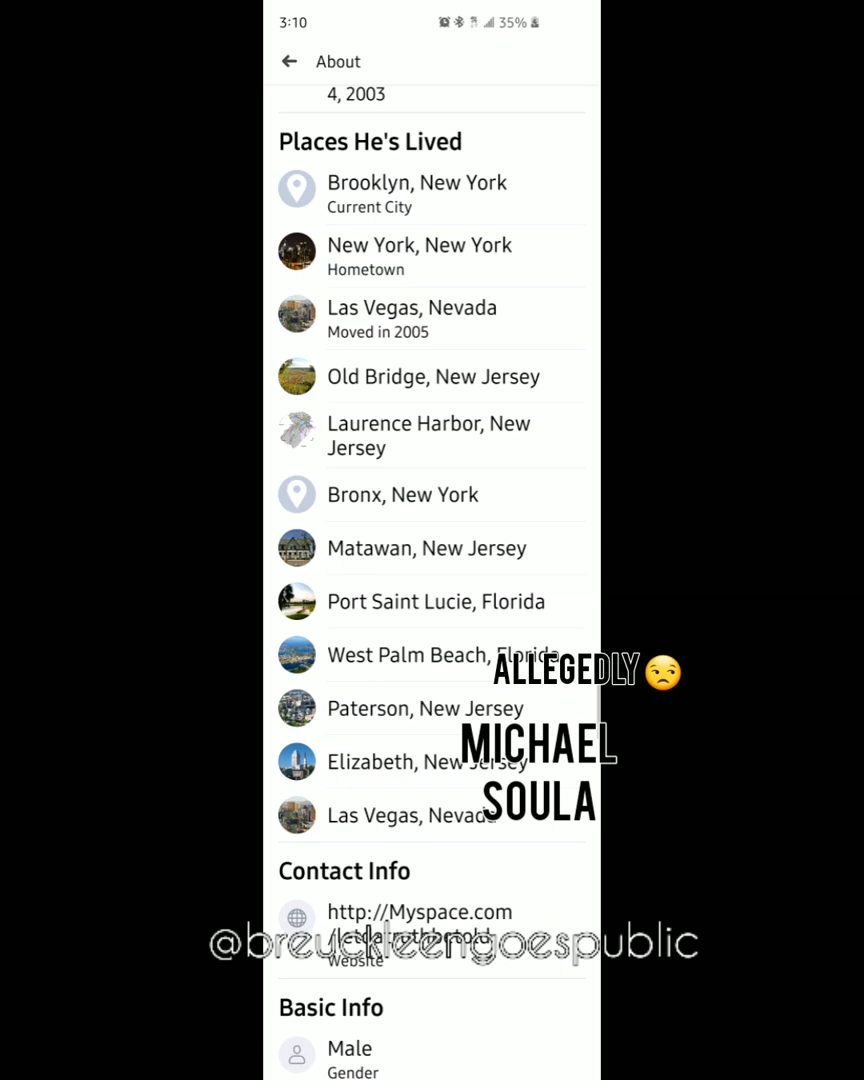 3:10
35%
About
4, 2003
Places He's Lived
Brooklyn, New York
Current City
New York, New York
Hometown
Las Vegas, Nevada
Moved in 2005
Old Bridge, New Jersey
Laurence Harbor, New
Jersey
Bronx, New York
Matawan, New Jersey
Port Saint Lucie, Florida
West Palm Beach, Florida
ALLEGEDLY😒
Paterson, New Jersey
MICHAEL
Elizabeth, New Jersey
SOULA
Las Vegas, Nevada
Contact Info
http://Myspace.com
@breuckleengoespublic
Website
Basic Info
Male
Gender